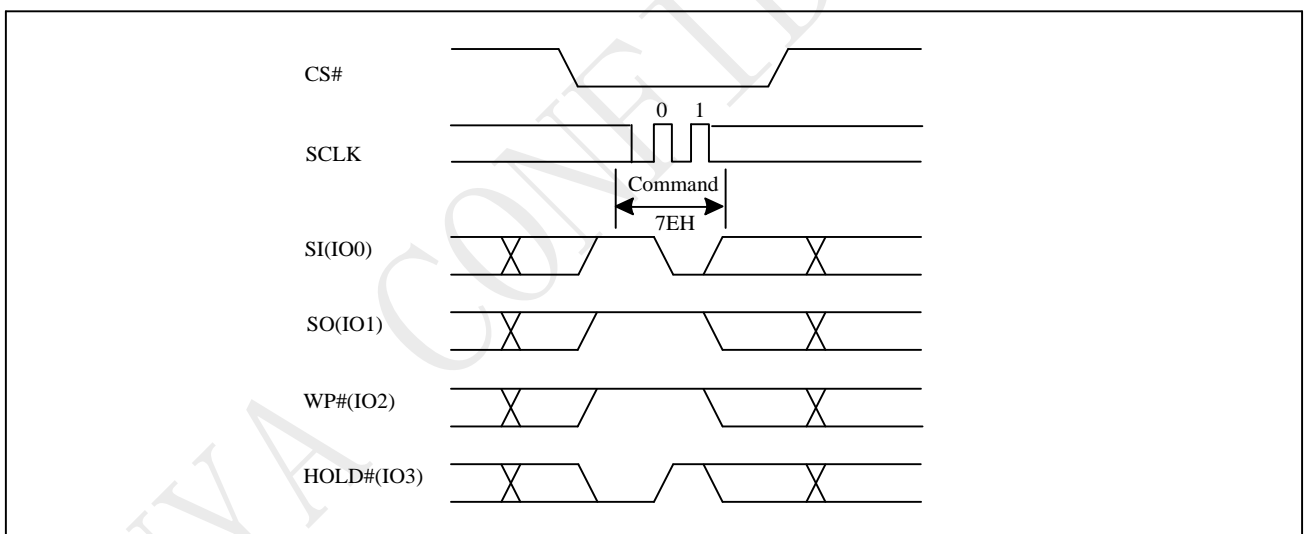 CS#
0 1
SCLK
Command
7EH
SI(IO0)
SO(IO1)
WP#(IO2)
HOLD#(IO3)